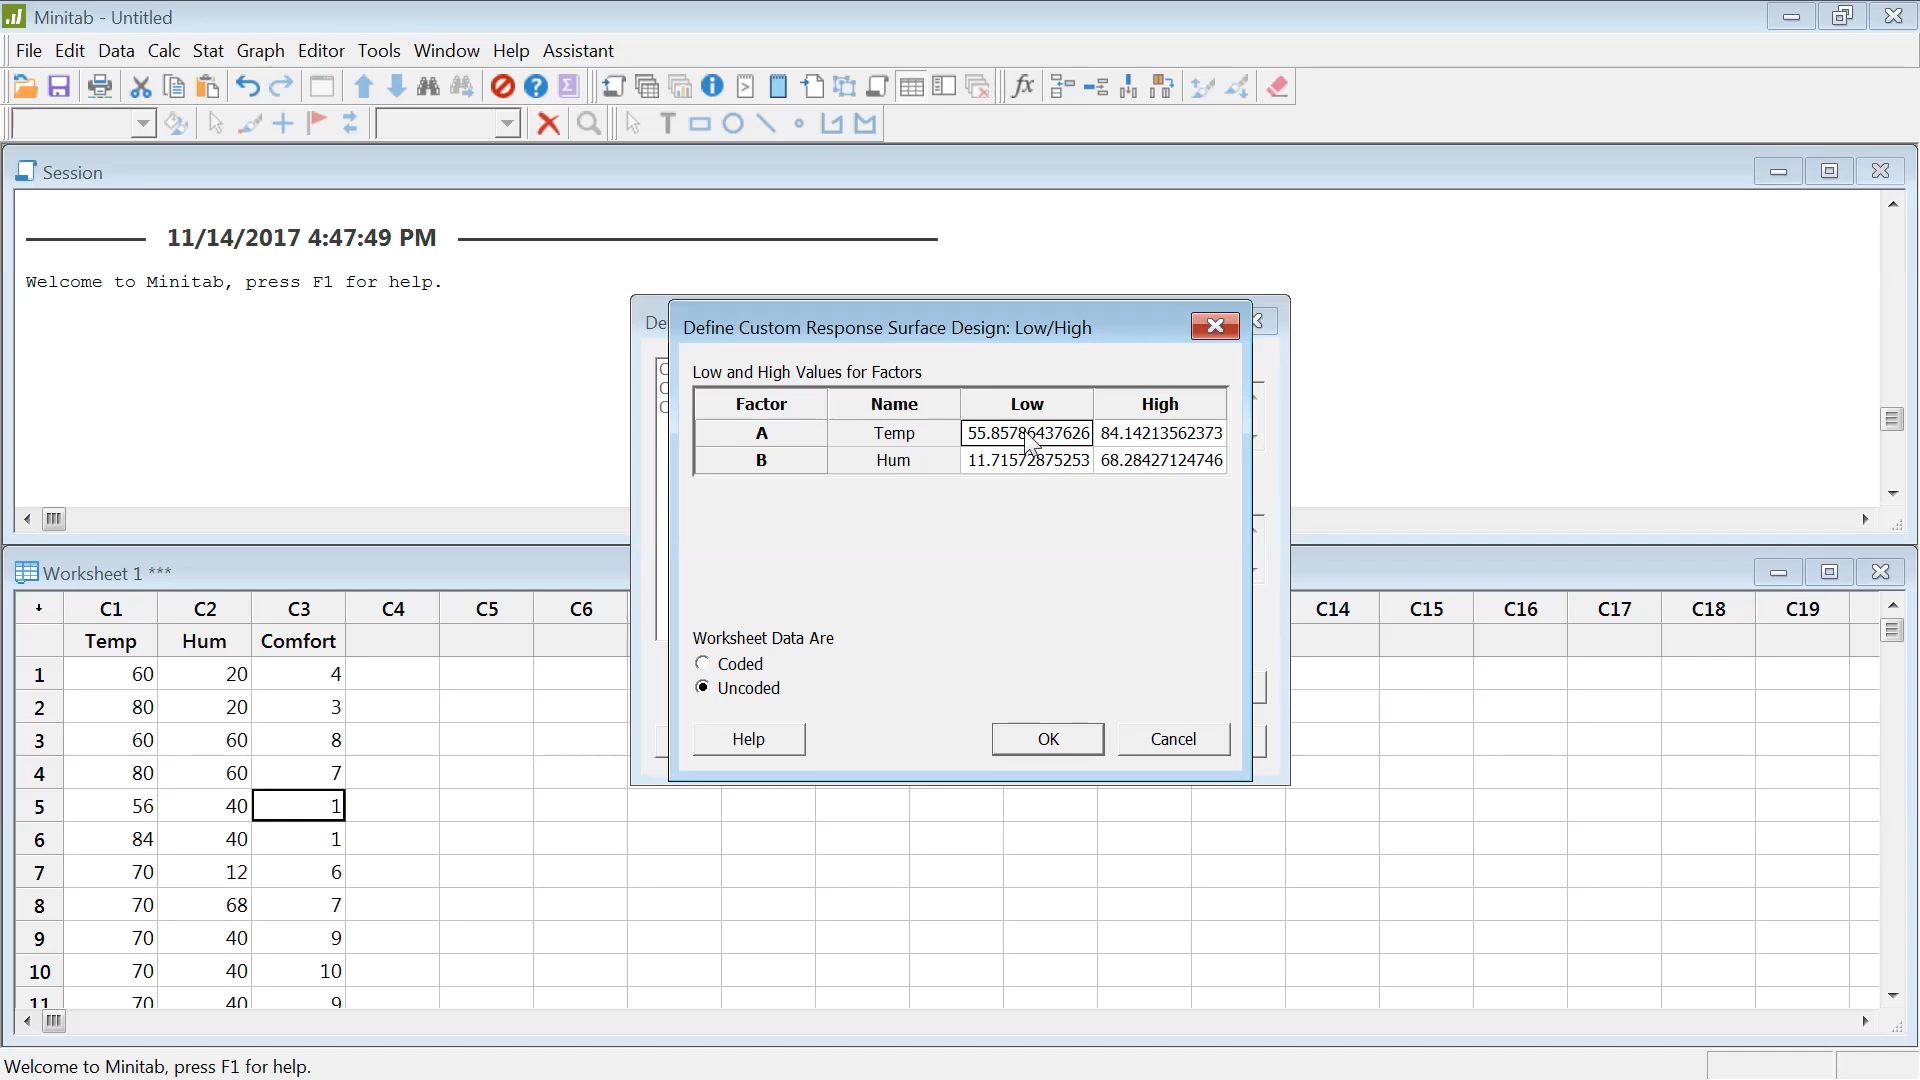 Minitab - Untitled
File Edit Data Calc Stat Graph Editor Tools Window Help Assistant
Session
11/14/2017 4:47:49 PM
Welcome to Minitab, press F1 for help.
De
Define Custom Response Surface Design: Low/High
Low and High Values for Factors
Factor Name Low High
A Temp 55.85786437626 84.14213562373
B Hum 11.71572875253 68.28427124746
Worksheet Data Are
Coded
Uncoded
Help OK Cancel
Worksheet 1 ***
C1 C2 C3 C4 C5 C6 C14 C15 C16 C17 C18 C19
Temp Hum Comfort
1 60 20 4
2 80 20 3
3 60 60 8
4 80 60 7
5 56 40 1
6 84 40 1
7 70 12 6
8 70 68 7
9 70 40 9
10 70 40 10
11 70 40 9
Welcome to Minitab, press F1 for help.